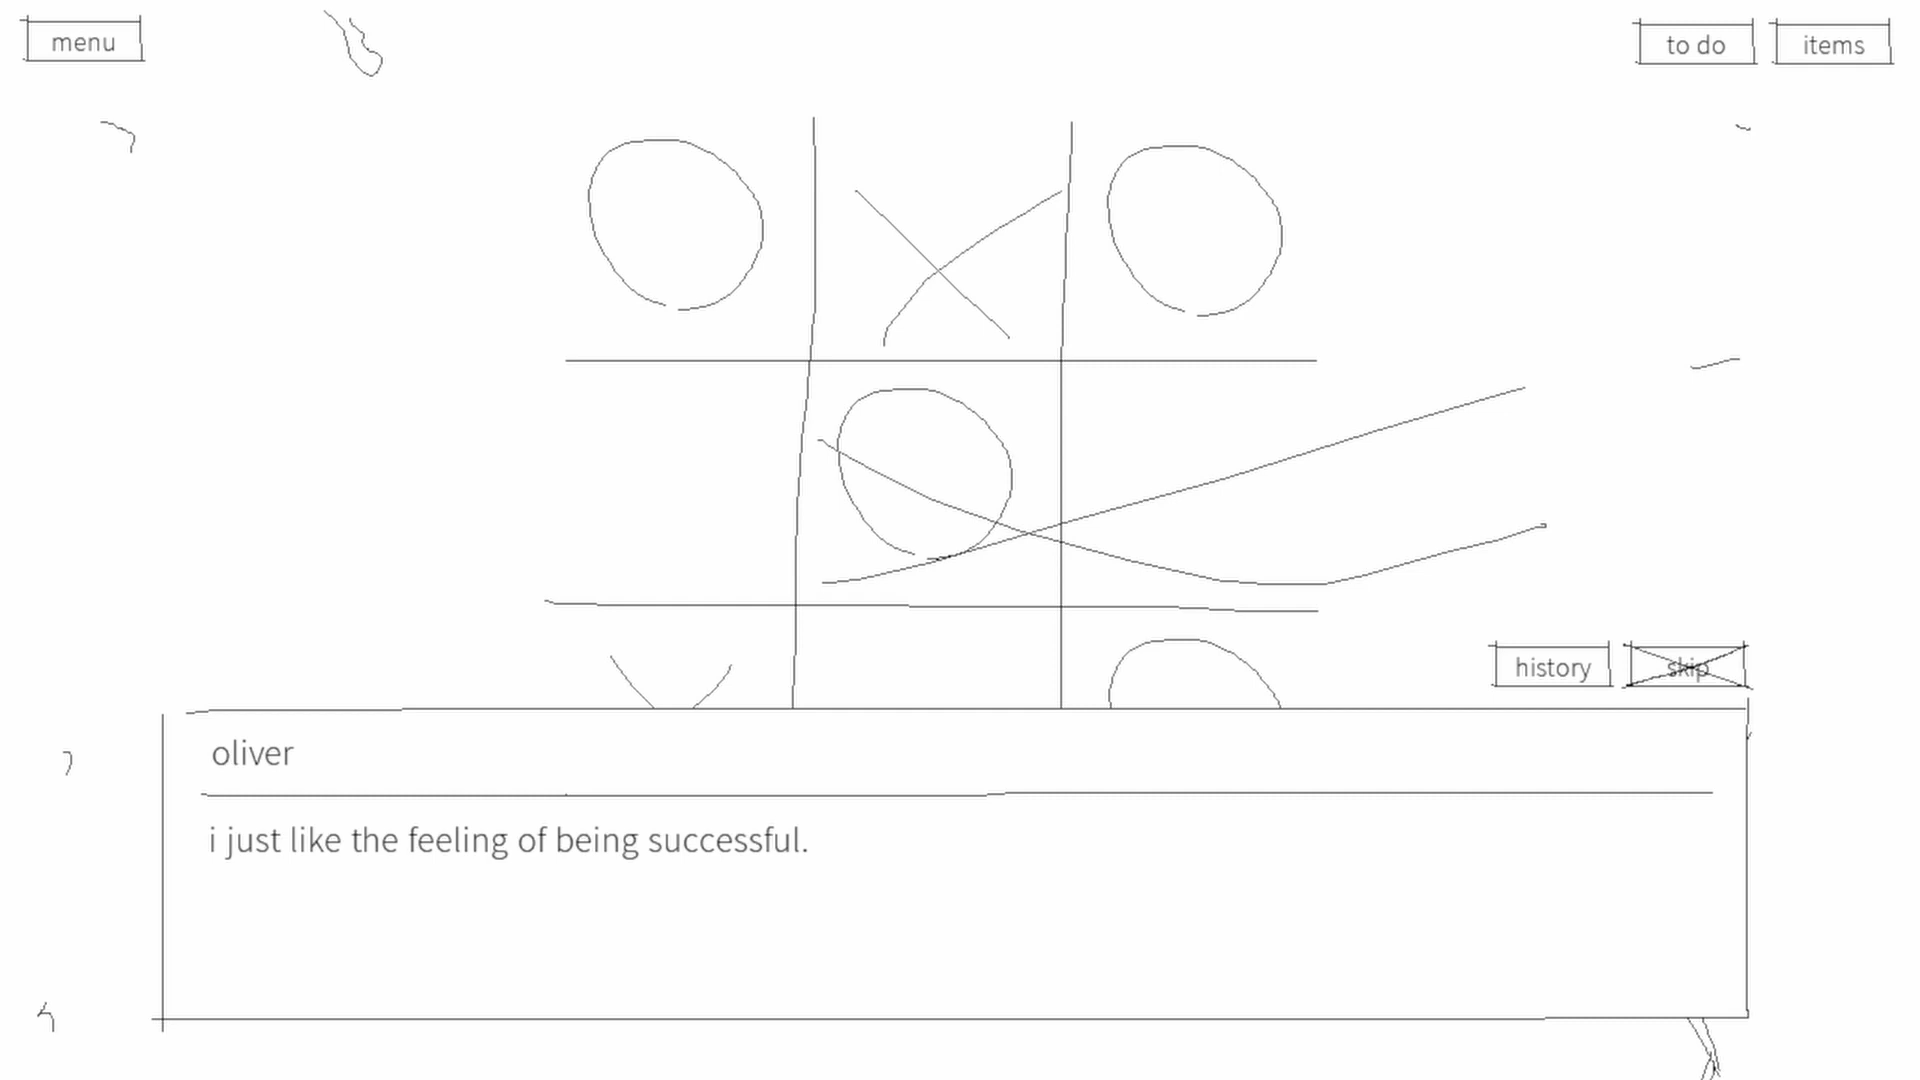 menu
to do
items
history
skip
oliver
i just like the feeling of being successful.